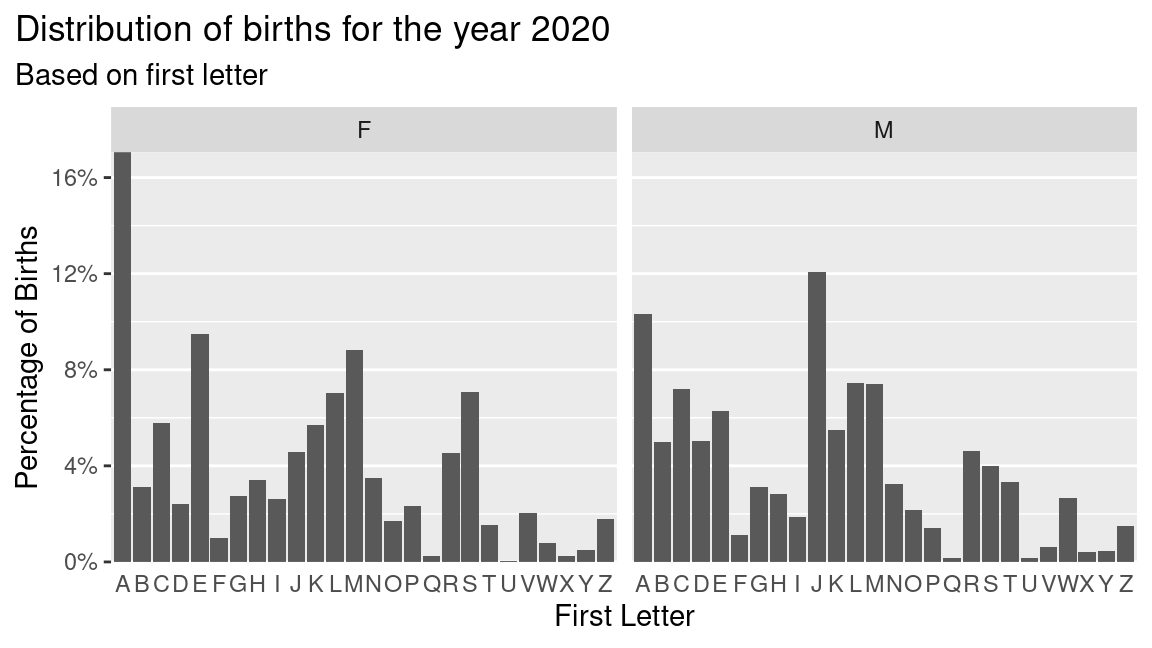 Distribution of births for the year 2020
Based on first letter
F
M
Percentage of Births
16%
12%
8%
4%
0%
A B C D E F G H I J K L M N O P Q R S T U V W X Y Z
A B C D E F G H I J K L M N O P Q R S T U V W X Y Z
First Letter